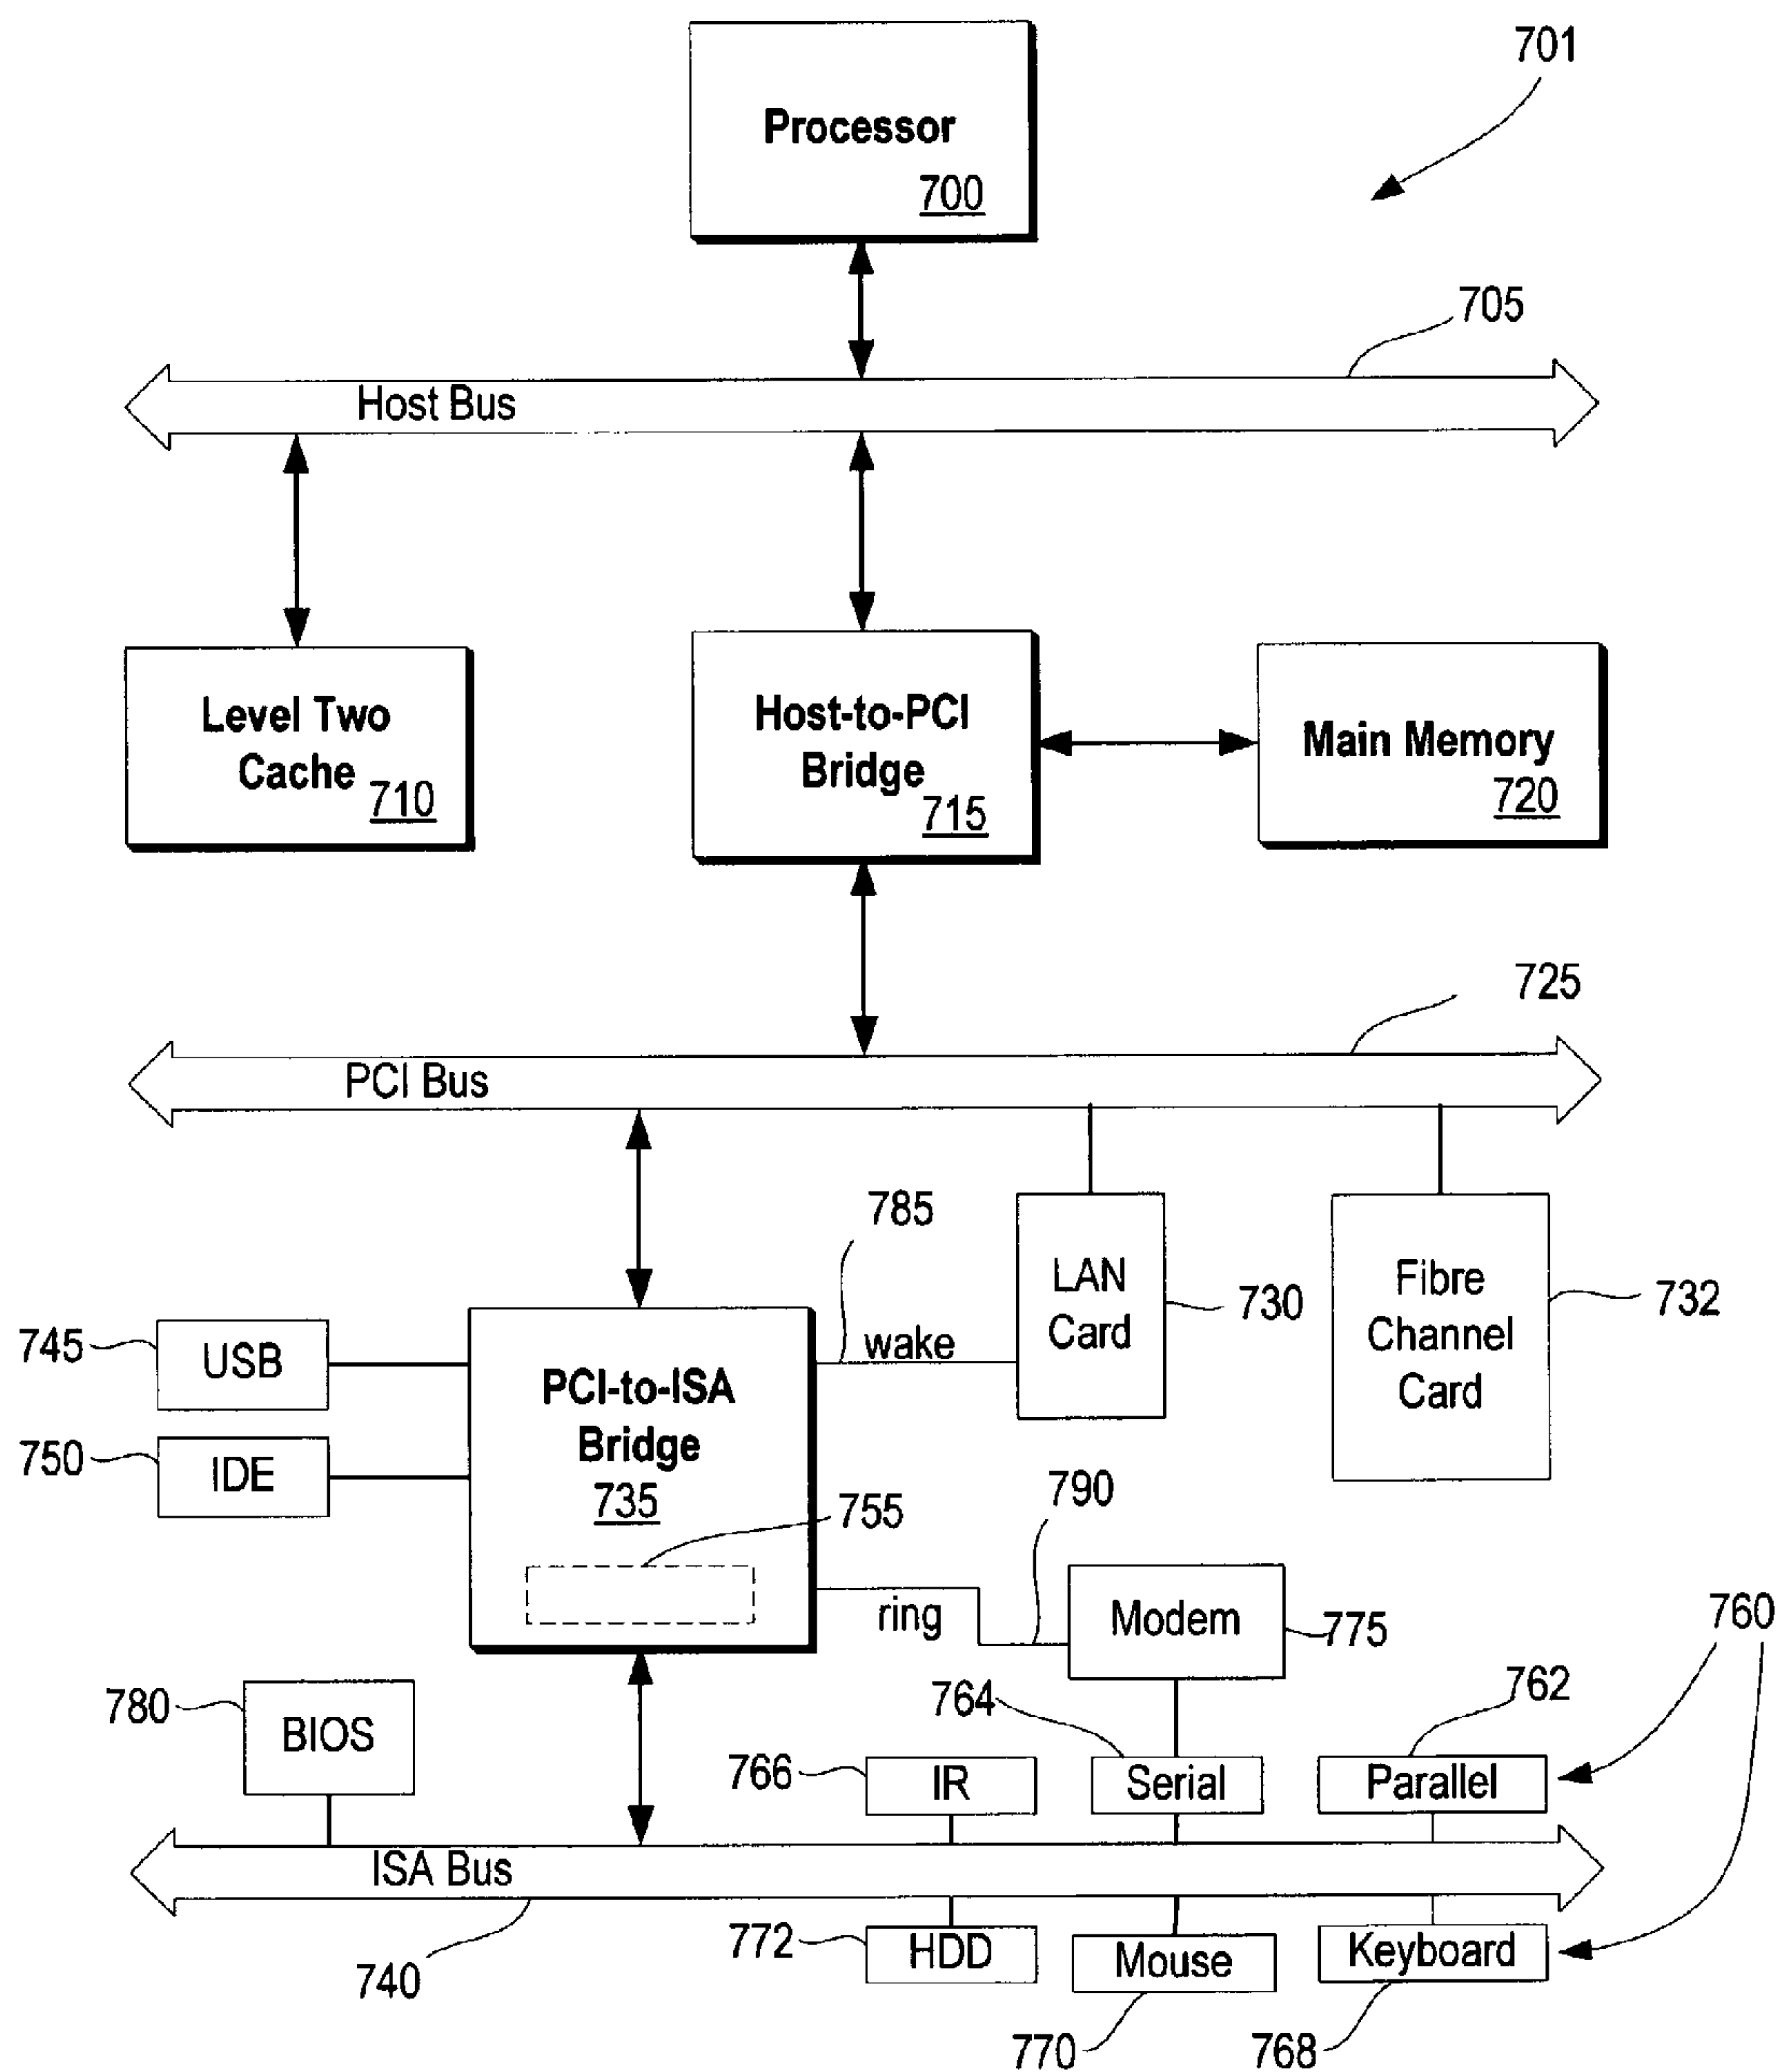 701
Processor
700
705
Host Bus
Level Two
Cache
710
Host-to-PCI
Bridge
715
Main Memory
720
725
PCI Bus
785
745
USB
PCI-to-ISA
Bridge
735
wake
LAN
Card
730
Fibre
Channel
Card
732
750
IDE
755
790
ring
Modem
775
760
780
BIOS
764
762
766
IR
Serial
Parallel
ISA Bus
740
772
HDD
Mouse
Keyboard
770
768